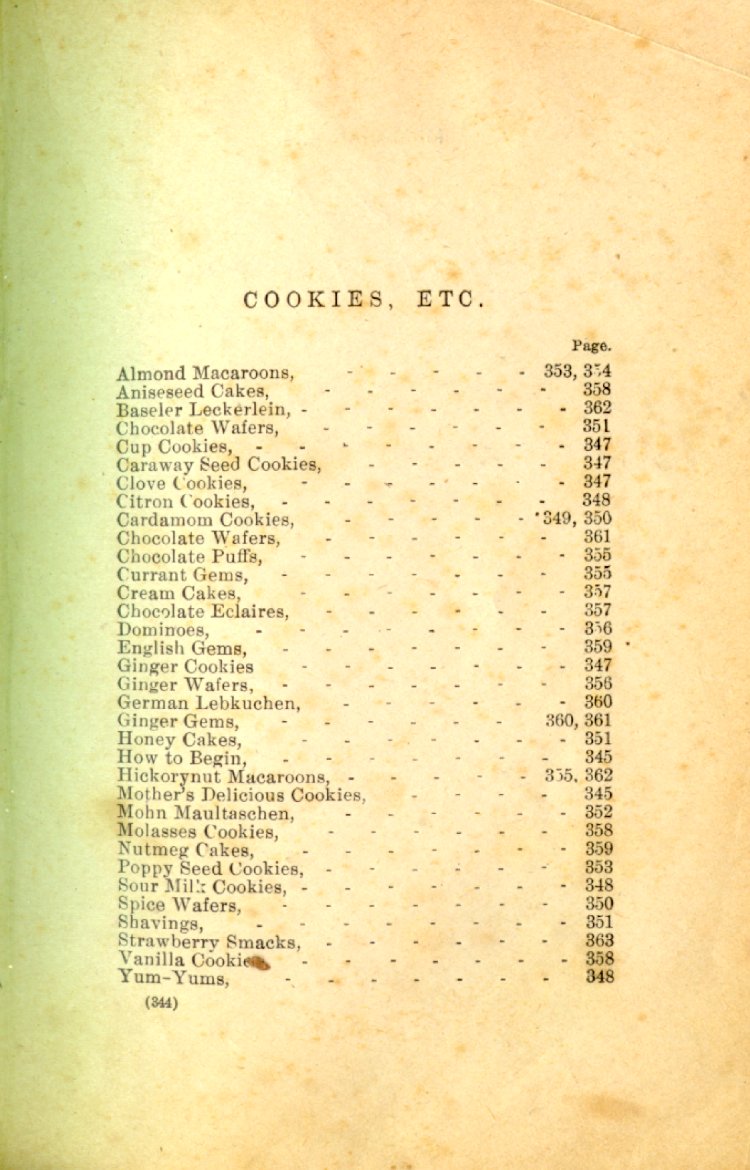 COOKIES, ETC.
Page.
Almond Macaroons, - - - - - 353, 354
Aniseseed Cakes, - - - - - - 358
Baseler Leckerlein, - - - - - - - 362
Chocolate Wafers, - - - - - - 351
Cup Cookies, - - - - - - - - 347
Caraway Seed Cookies, - - - - - 347
Clove Cookies, - - - - - - - 347
Citron Cookies, - - - - - - - 348
Cardamom Cookies, - - - - - 349, 350
Chocolate Wafers, - - - - - - 361
Chocolate Puffs, - - - - - - - 355
Currant Gems, - - - - - - - 355
Cream Cakes, - - - - - - - 357
Chocolate Eclaires, - - - - - - 357
Dominoes, - - - - - - - - 356
English Gems, - - - - - - - 359
Ginger Cookies - - - - - - - 347
Ginger Wafers, - - - - - - - 356
German Lebkuchen, - - - - - - 360
Ginger Gems, - - - - - - 360, 361
Honey Cakes, - - - - - - - 351
How to Begin, - - - - - - - 345
Hickorynut Macaroons, - - - - - 355, 362
Mother's Delicious Cookies, - - - - 345
Mohn Maultaschen, - - - - - - 352
Molasses Cookies, - - - - - - 358
Nutmeg Cakes, - - - - - - - 359
Poppy Seed Cookies, - - - - - - 353
Sour Milk Cookies, - - - - - - - 348
Spice Wafers, - - - - - - - 350
Shavings, - - - - - - - - 351
Strawberry Smacks, - - - - - - 363
Vanilla Cookies, - - - - - - - 358
Yum-Yums, - - - - - - - 348
(344)